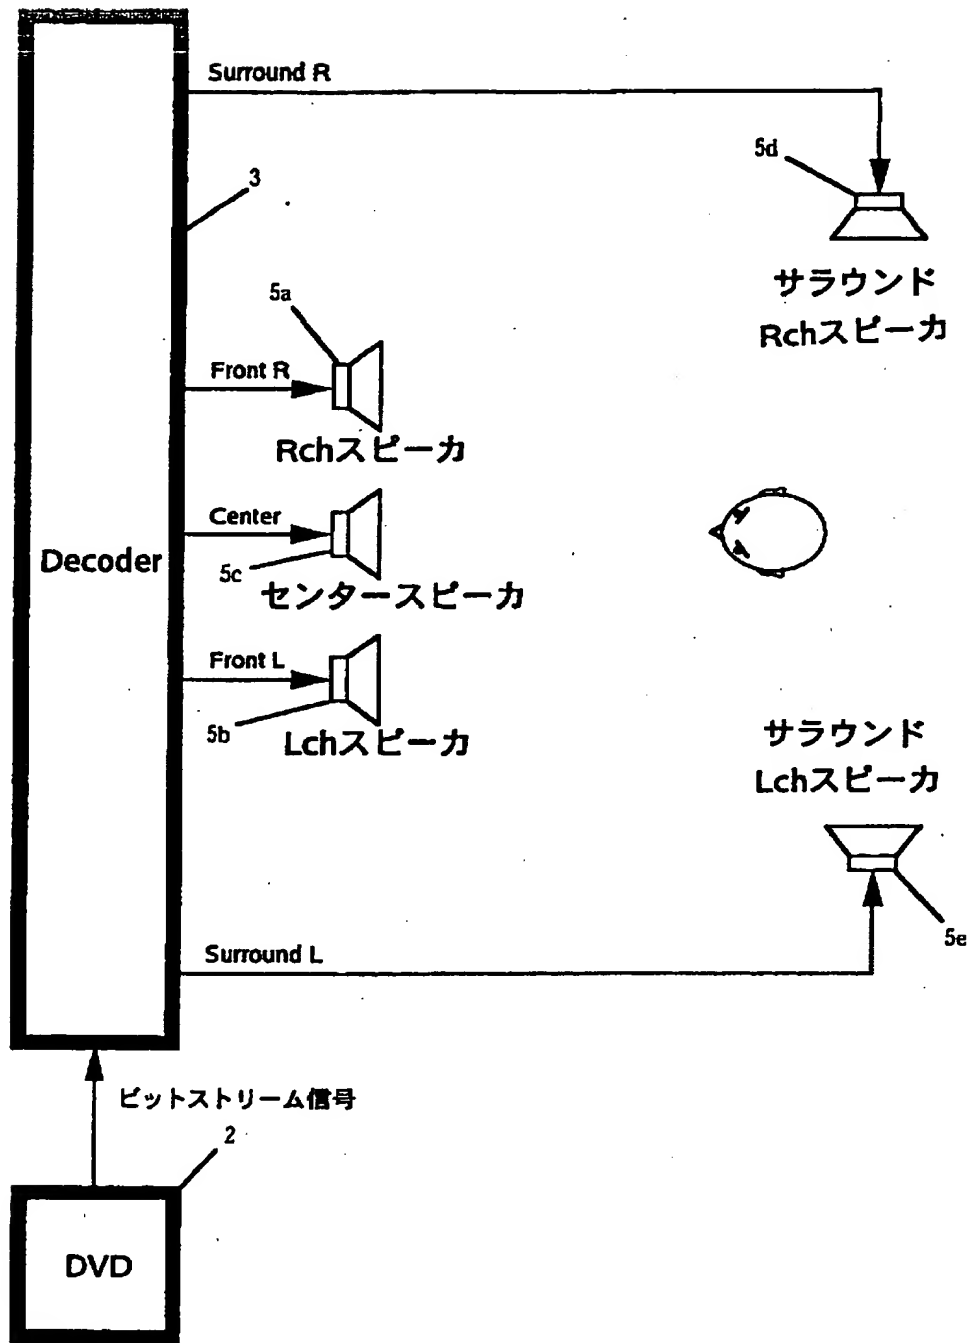 Surround R
5d
3
サラウンド
Rchスピーカ
5a
Front R
Rchスピーカ
Center
Decoder
5c
センタースピーカ
Front L
5b
Lchスピーカ
サラウンド
Lchスピーカ
5e
Surround L
ビットストリーム信号
2
DVD